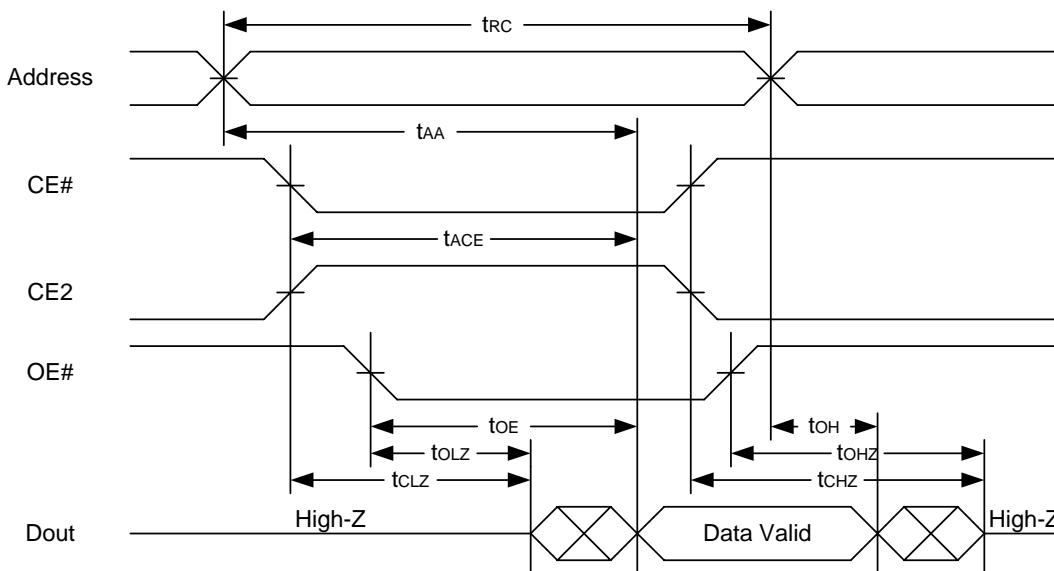 tRC
Address
tAA
CE#
tACE
CE2
OE#
tOE
tOH
tOLZ
tOHZ
tCLZ
tCHZ
High-Z
Data Valid
High-Z
Dout